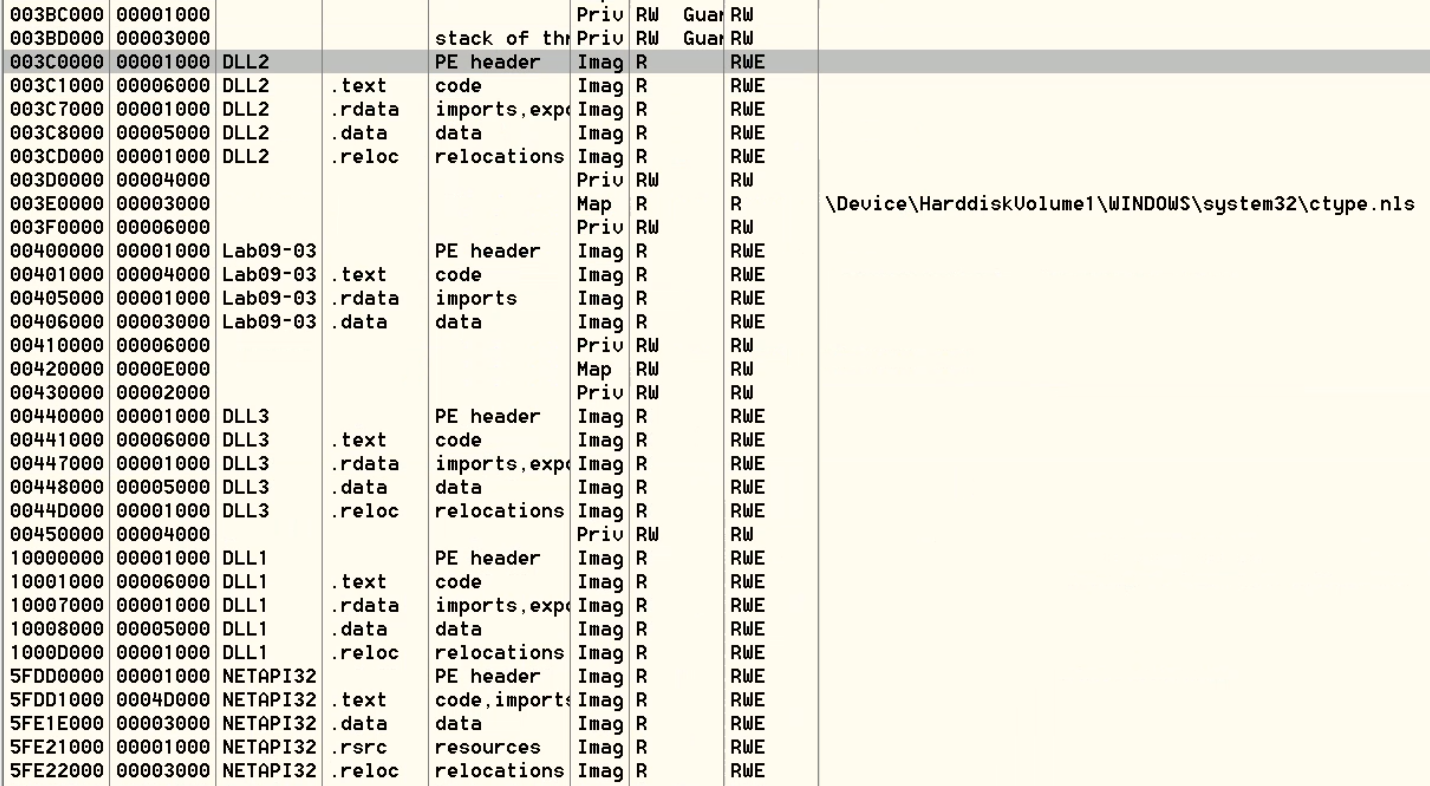 003BC000 00001000 Priv RW Guar RW
003BD000 00003000 stack of thr Priv RW Guar RW
003C0000 00001000 DLL2 PE header Imag R RWE
003C1000 00006000 DLL2 .text code Imag R RWE
003C7000 00001000 DLL2 .rdata imports,expo Imag R RWE
003C8000 00005000 DLL2 .data data Imag R RWE
003CD000 00001000 DLL2 .reloc relocations Imag R RWE
003D0000 00004000 Priv RW RW
003E0000 00003000 Map R R \Device\HarddiskVolume1\WINDOWS\system32\ctype.nls
003F0000 00006000 Priv RW RW
00400000 00001000 Lab09-03 PE header Imag R RWE
00401000 00004000 Lab09-03 .text code Imag R RWE
00405000 00001000 Lab09-03 .rdata imports Imag R RWE
00406000 00003000 Lab09-03 .data data Imag R RWE
00410000 00006000 Priv RW RW
00420000 0000E000 Map RW RW
00430000 00002000 Priv RW RW
00440000 00001000 DLL3 PE header Imag R RWE
00441000 00006000 DLL3 .text code Imag R RWE
00447000 00001000 DLL3 .rdata imports,expo Imag R RWE
00448000 00005000 DLL3 .data data Imag R RWE
0044D000 00001000 DLL3 .reloc relocations Imag R RWE
00450000 00004000 Priv RW RW
10000000 00001000 DLL1 PE header Imag R RWE
10001000 00006000 DLL1 .text code Imag R RWE
10007000 00001000 DLL1 .rdata imports,expo Imag R RWE
10008000 00005000 DLL1 .data data Imag R RWE
1000D000 00001000 DLL1 .reloc relocations Imag R RWE
5FDD0000 00001000 NETAPI32 PE header Imag R RWE
5FDD1000 0004D000 NETAPI32 .text code,imports Imag R RWE
5FE1E000 00003000 NETAPI32 .data data Imag R RWE
5FE21000 00001000 NETAPI32 .rsrc resources Imag R RWE
5FE22000 00003000 NETAPI32 .reloc relocations Imag R RWE